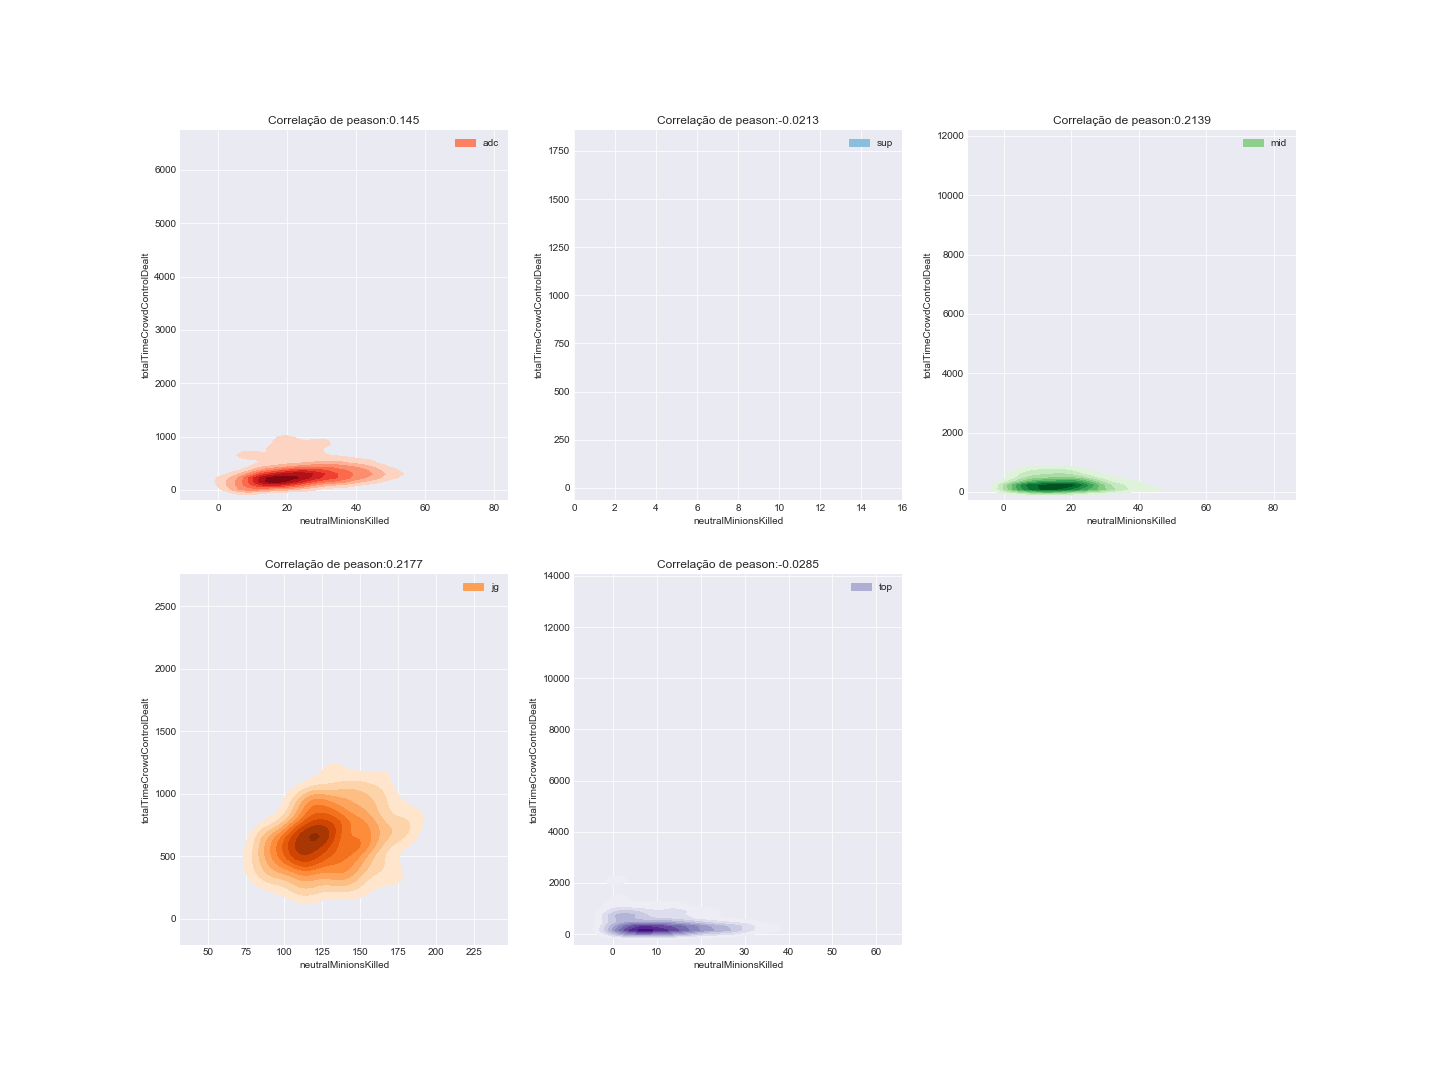 Correlação de peason:0.145
adc
6000
5000
4000
3000
2000
1000
0
totalTimeCrowdControlDealt
0 20 40 60 80
neutralMinionsKilled
Correlação de peason:-0.0213
sup
1750
1500
1250
1000
750
500
250
0
totalTimeCrowdControlDealt
0 2 4 6 8 10 12 14 16
neutralMinionsKilled
Correlação de peason:0.2139
mid
12000
10000
8000
6000
4000
2000
0
totalTimeCrowdControlDealt
0 20 40 60 80
neutralMinionsKilled
Correlação de peason:0.2177
jg
2500
2000
1500
1000
500
0
totalTimeCrowdControlDealt
50 75 100 125 150 175 200 225
neutralMinionsKilled
Correlação de peason:-0.0285
top
14000
12000
10000
8000
6000
4000
2000
0
totalTimeCrowdControlDealt
0 10 20 30 40 50 60
neutralMinionsKilled